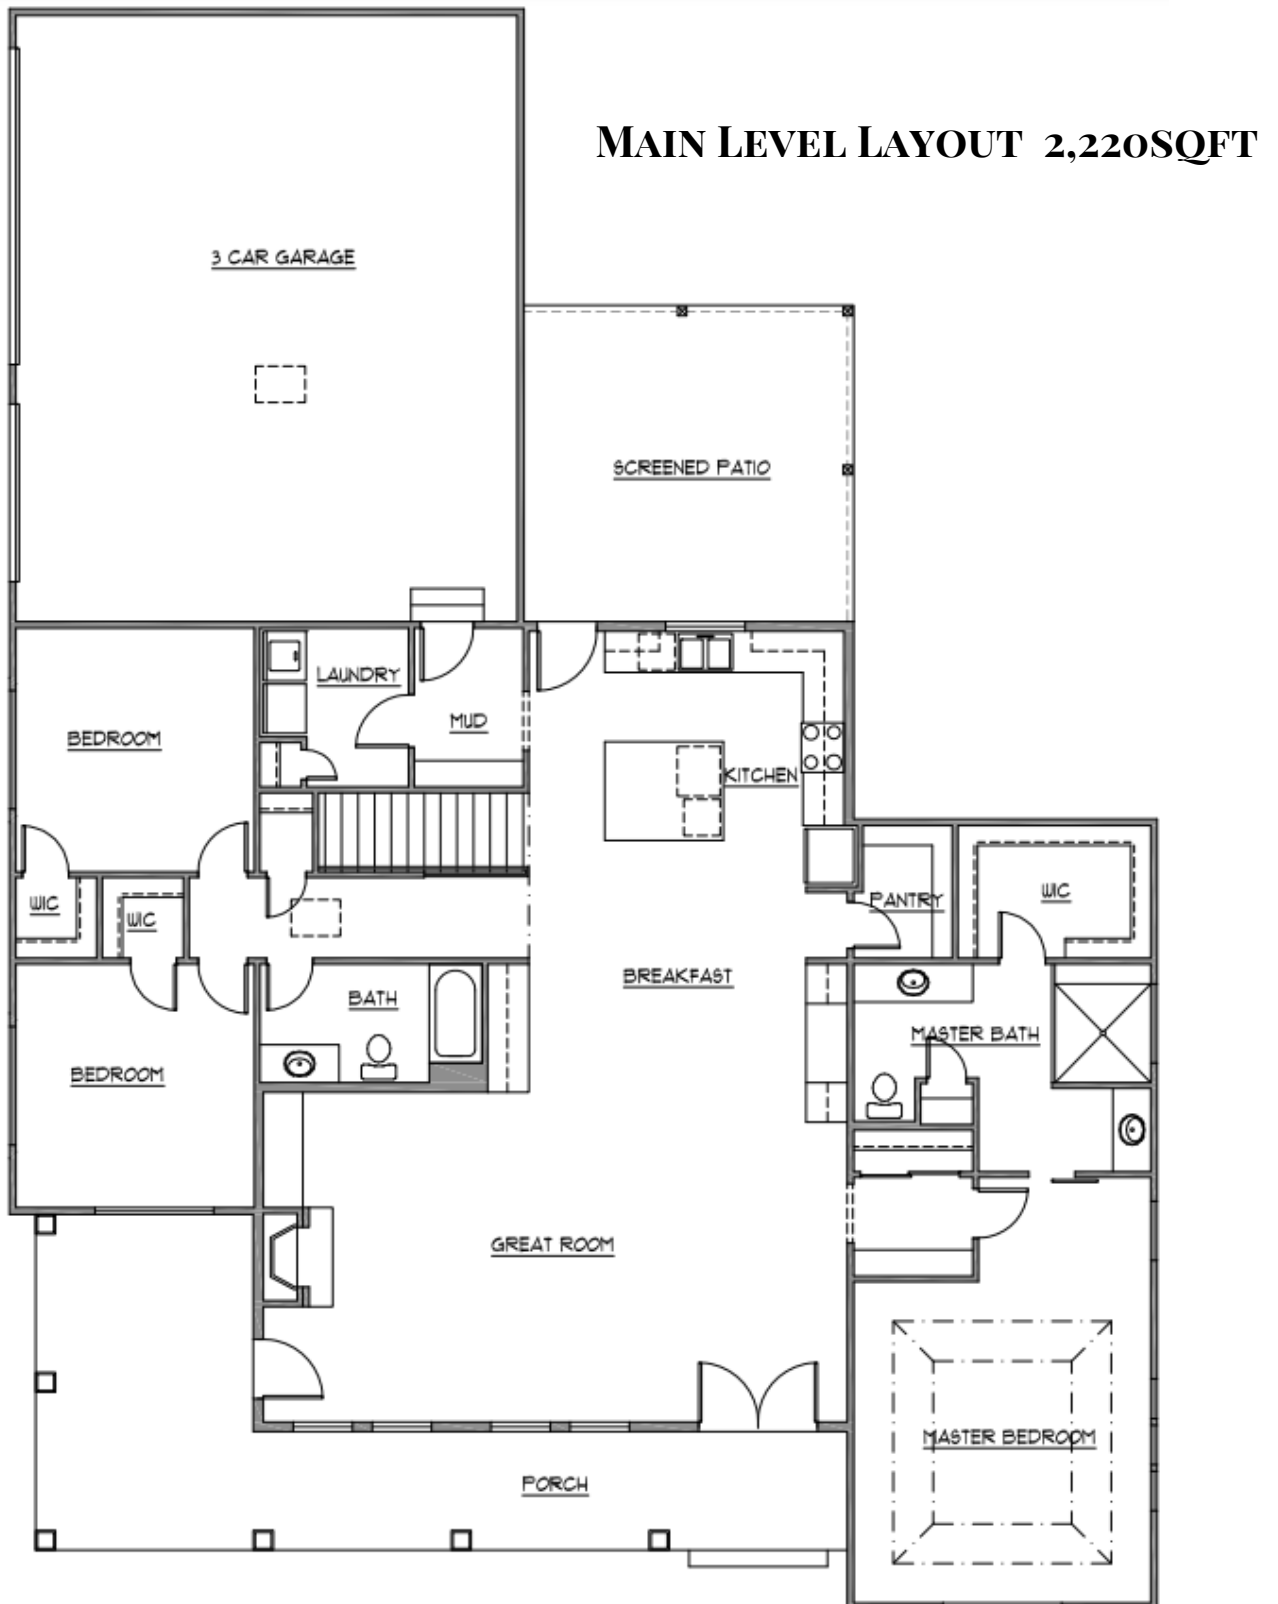 MAIN LEVEL LAYOUT 2,220SQFT
3 CAR GARAGE
SCREENED PATIO
LAUNDRY
MUD
BEDROOM
KITCHEN
WIC
WIC
PANTRY
WIC
BREAKFAST
BATH
MASTER BATH
BEDROOM
GREAT ROOM
MASTER BEDROOM
PORCH